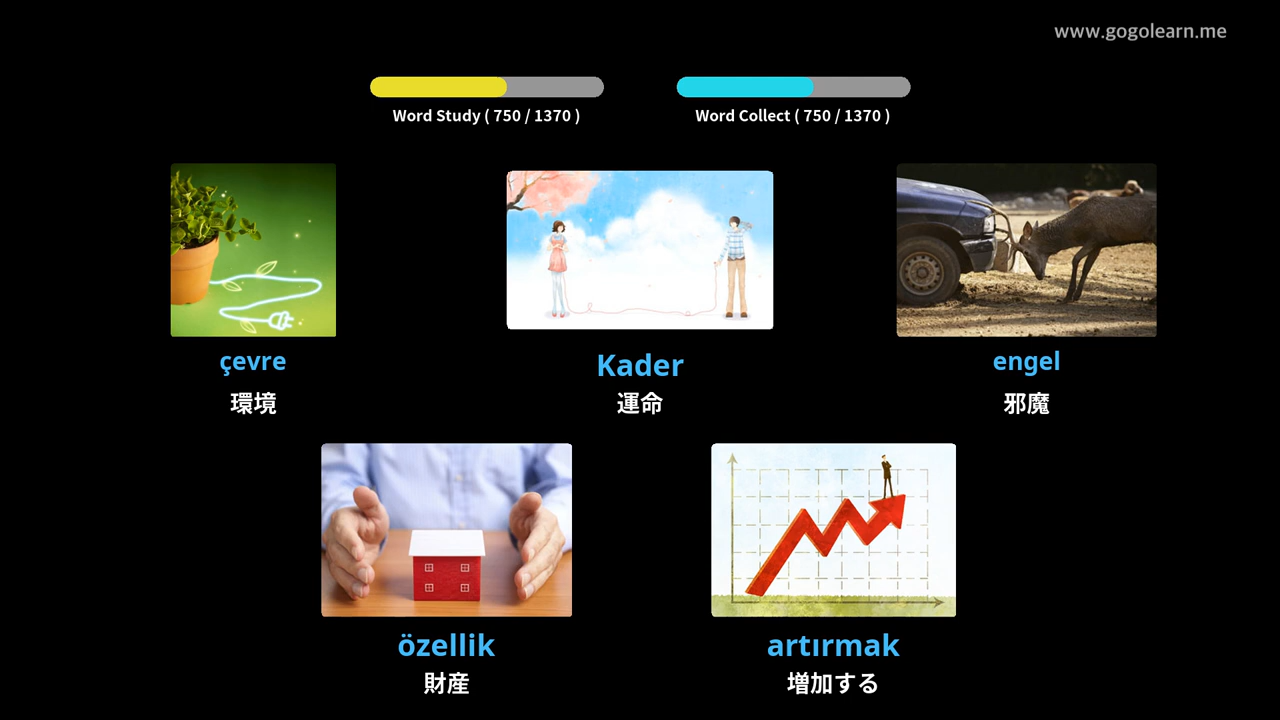 www.gogolearn.me
Word Study ( 750 / 1370 )
Word Collect ( 750 / 1370 )
çevre
環境
Kader
運命
engel
邪魔
özellik
財産
artırmak
増加する